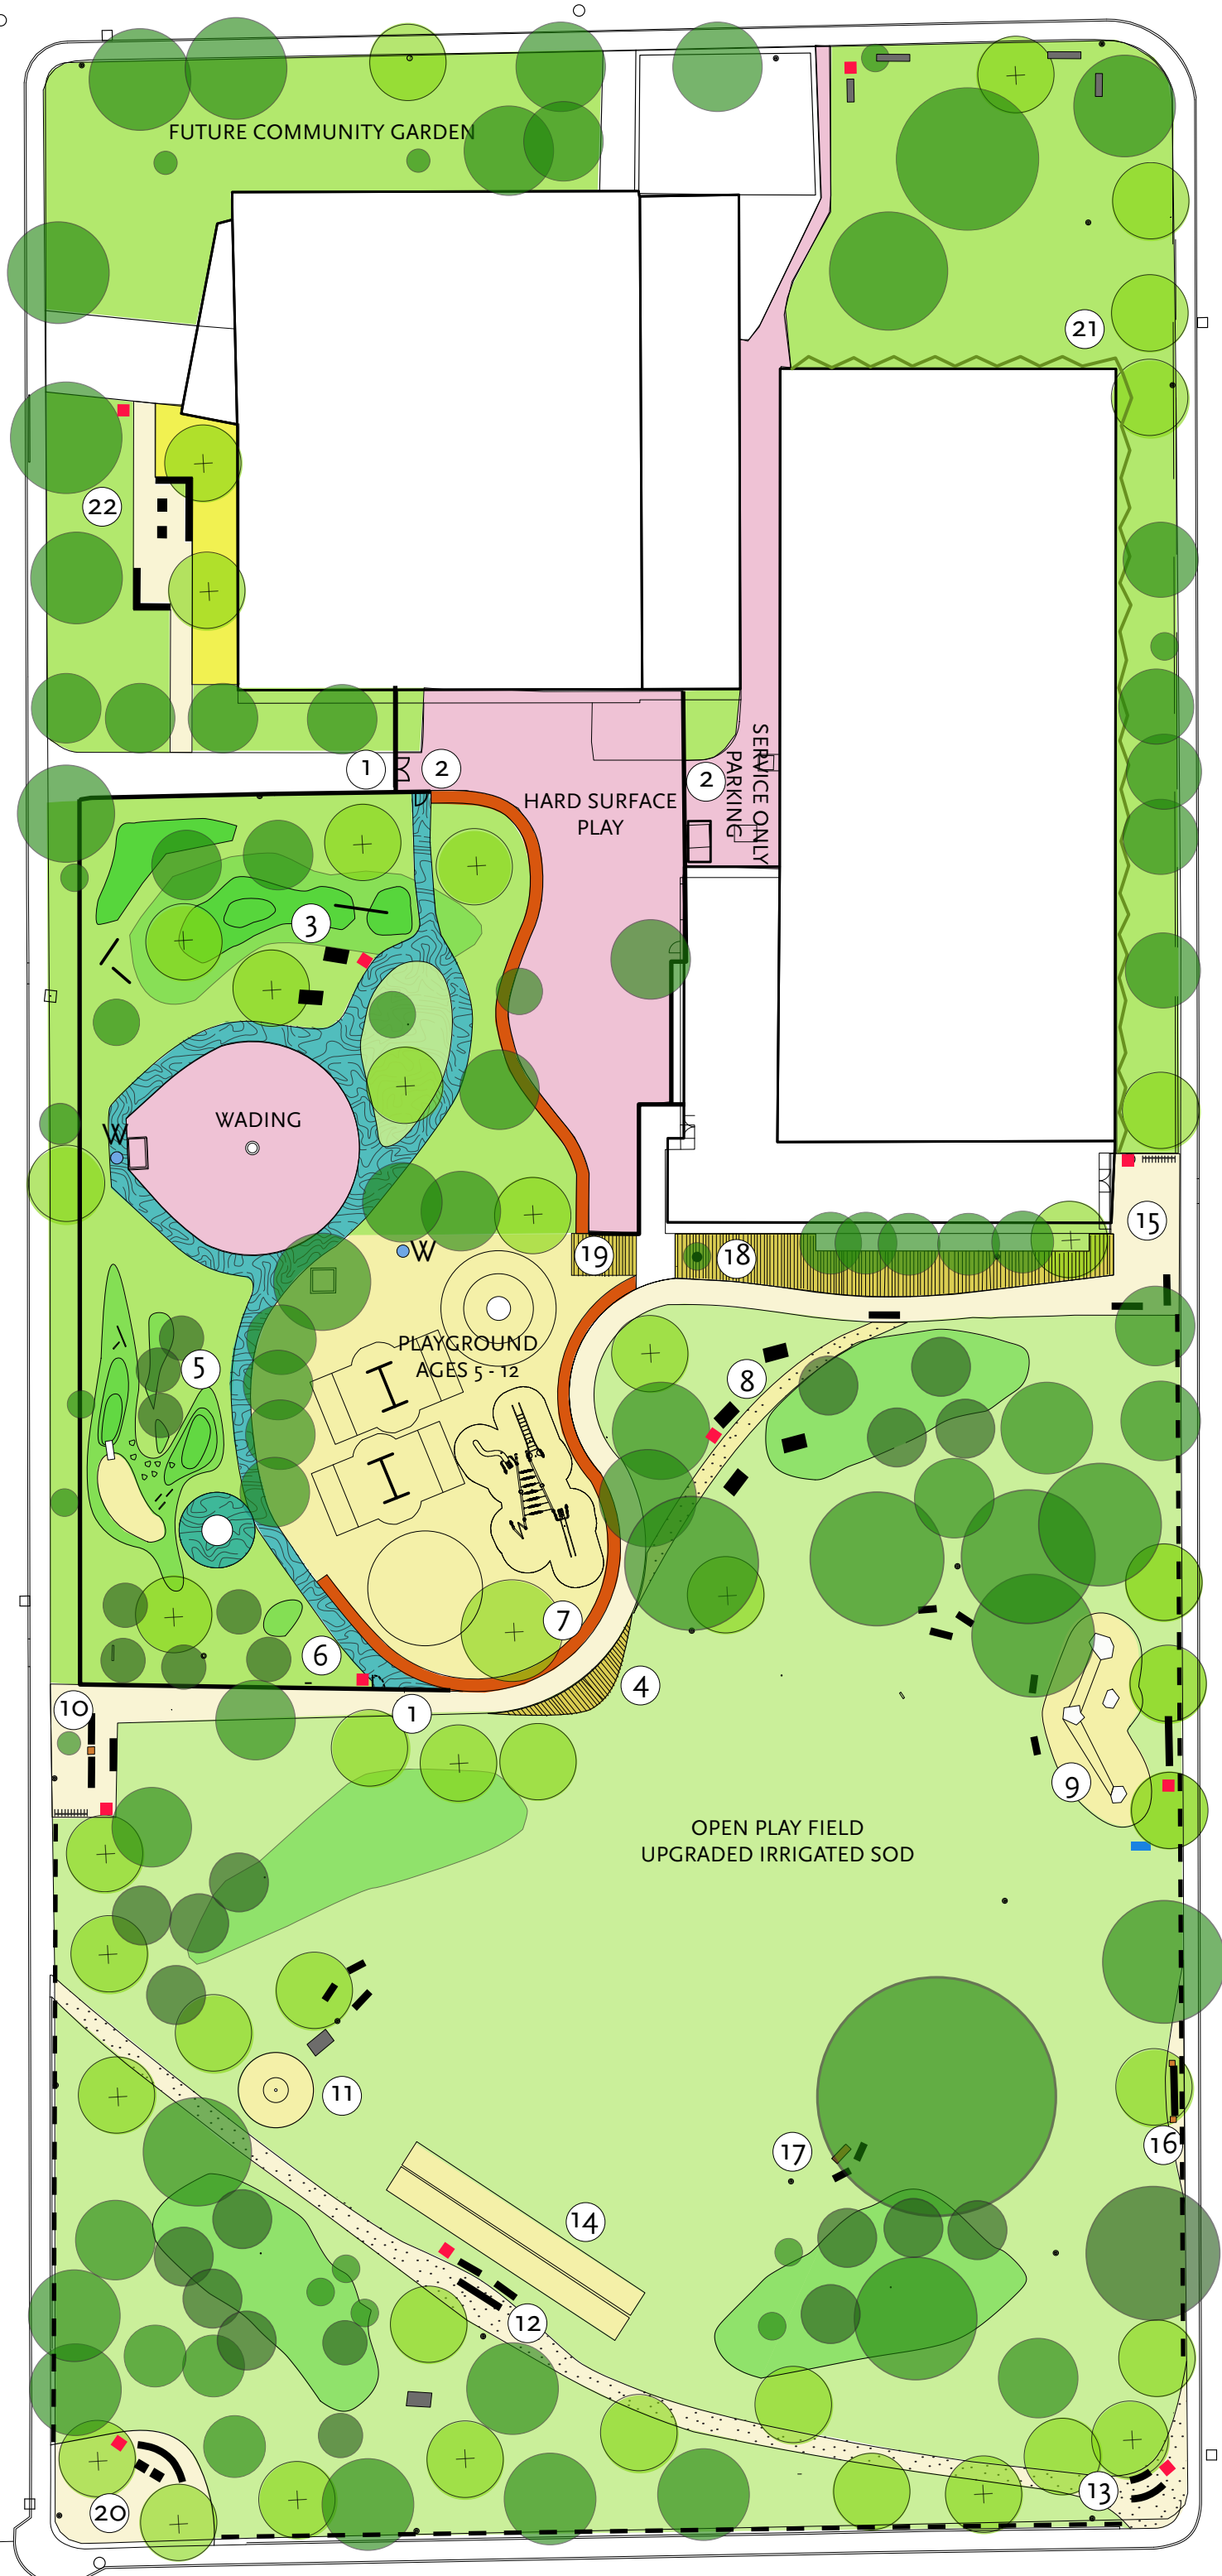 FUTURE COMMUNITY GARDEN
21
22
1
2
2
SERVICE ONLY
PARKING
HARD SURFACE
PLAY
3
WADING
W
15
W
19
18
PLAYGROUND
AGES 5 - 12
5
8
7
6
4
10
1
9
OPEN PLAY FIELD
UPGRADED IRRIGATED SOD
11
17
16
14
12
13
20